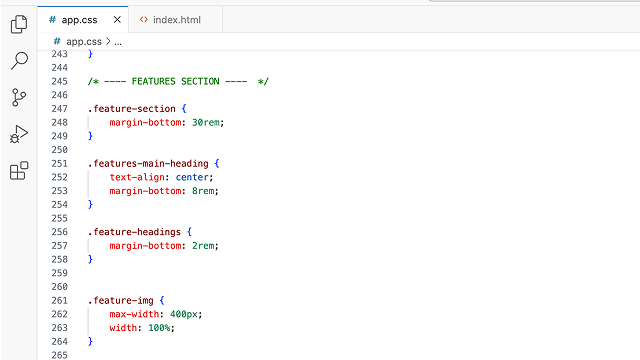 # app.css × <> index.html
# app.css > ...
243 }
244
245 /* ---- FEATURES SECTION ---- */
246
247 .feature-section {
248 margin-bottom: 30rem;
249 }
250
251 .features-main-heading {
252 text-align: center;
253 margin-bottom: 8rem;
254 }
255
256 .feature-headings {
257 margin-bottom: 2rem;
258 }
259
260
261 .feature-img {
262 max-width: 400px;
263 width: 100%;
264 }
265